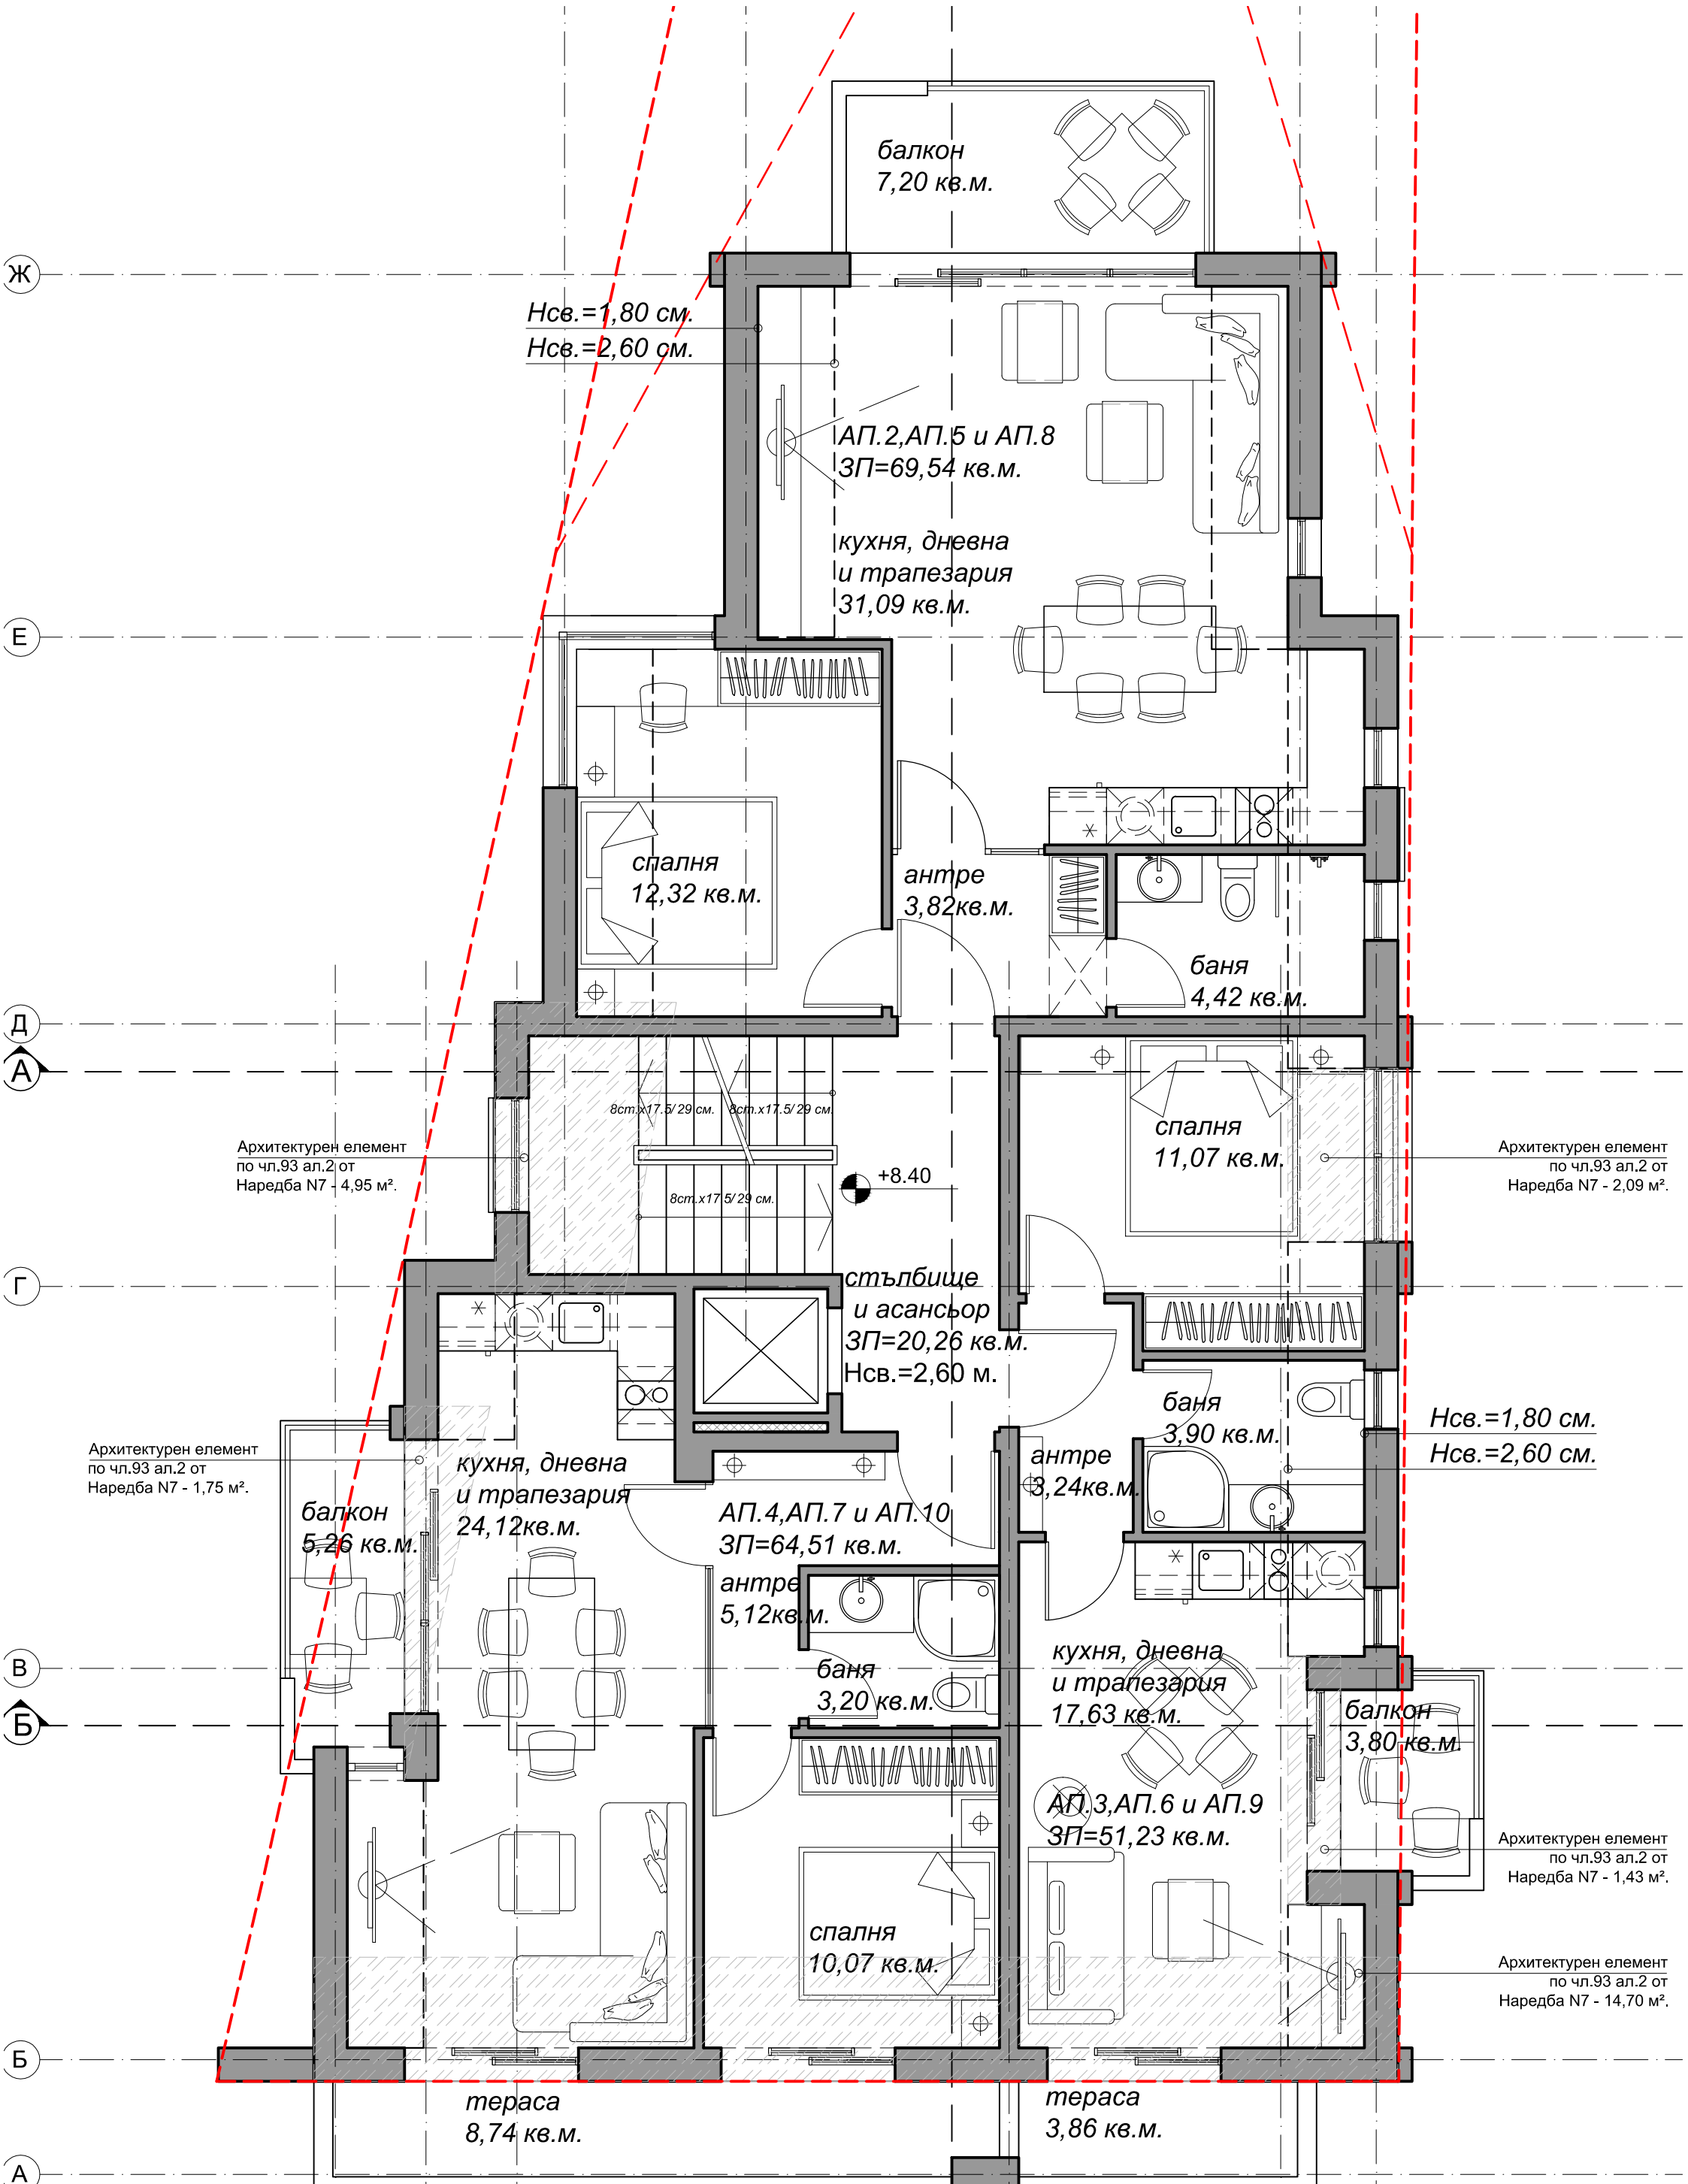 балкон
7,20 кв.м.
Ж
Нсв.=1,80 см.
Нсв.=2,60 см.
АП.2,АП.5 и АП.8
ЗП=69,54 кв.м.
кухня, дневна
и трапезария
31,09 кв.м.
Е
спалня
12,32 кв.м.
антре
3,82кв.м.
баня
4,42 кв.м.
Д
А
8ст.х17.5/29 см.
8ст.х17.5/29 см.
спалня
11,07 кв.м.
Архитектурен елемент
по чл.93 ал.2 от
Наредба N7 - 4,95 м².
Архитектурен елемент
по чл.93 ал.2 от
Наредба N7 - 2,09 м².
+8.40
8ст.х17.5/29 см.
Г
стълбище
и асансьор
ЗП=20,26 кв.м.
Нсв.=2,60 м.
баня
3,90 кв.м.
Нсв.=1,80 см.
Нсв.=2,60 см.
Архитектурен елемент
по чл.93 ал.2 от
Наредба N7 - 1,75 м².
кухня, дневна
и трапезария
24,12кв.м.
антре
3,24кв.м.
балкон
5,26 кв.м.
АП.4,АП.7 и АП.10
ЗП=64,51 кв.м.
антре
5,12кв.м.
баня
3,20 кв.м.
кухня, дневна
и трапезария
17,63 кв.м.
В
Б
балкон
3,80 кв.м.
АП.3,АП.6 и АП.9
ЗП=51,23 кв.м.
Архитектурен елемент
по чл.93 ал.2 от
Наредба N7 - 1,43 м².
спалня
10,07 кв.м.
Архитектурен елемент
по чл.93 ал.2 от
Наредба N7 - 14,70 м².
Б
тераса
8,74 кв.м.
тераса
3,86 кв.м.
А